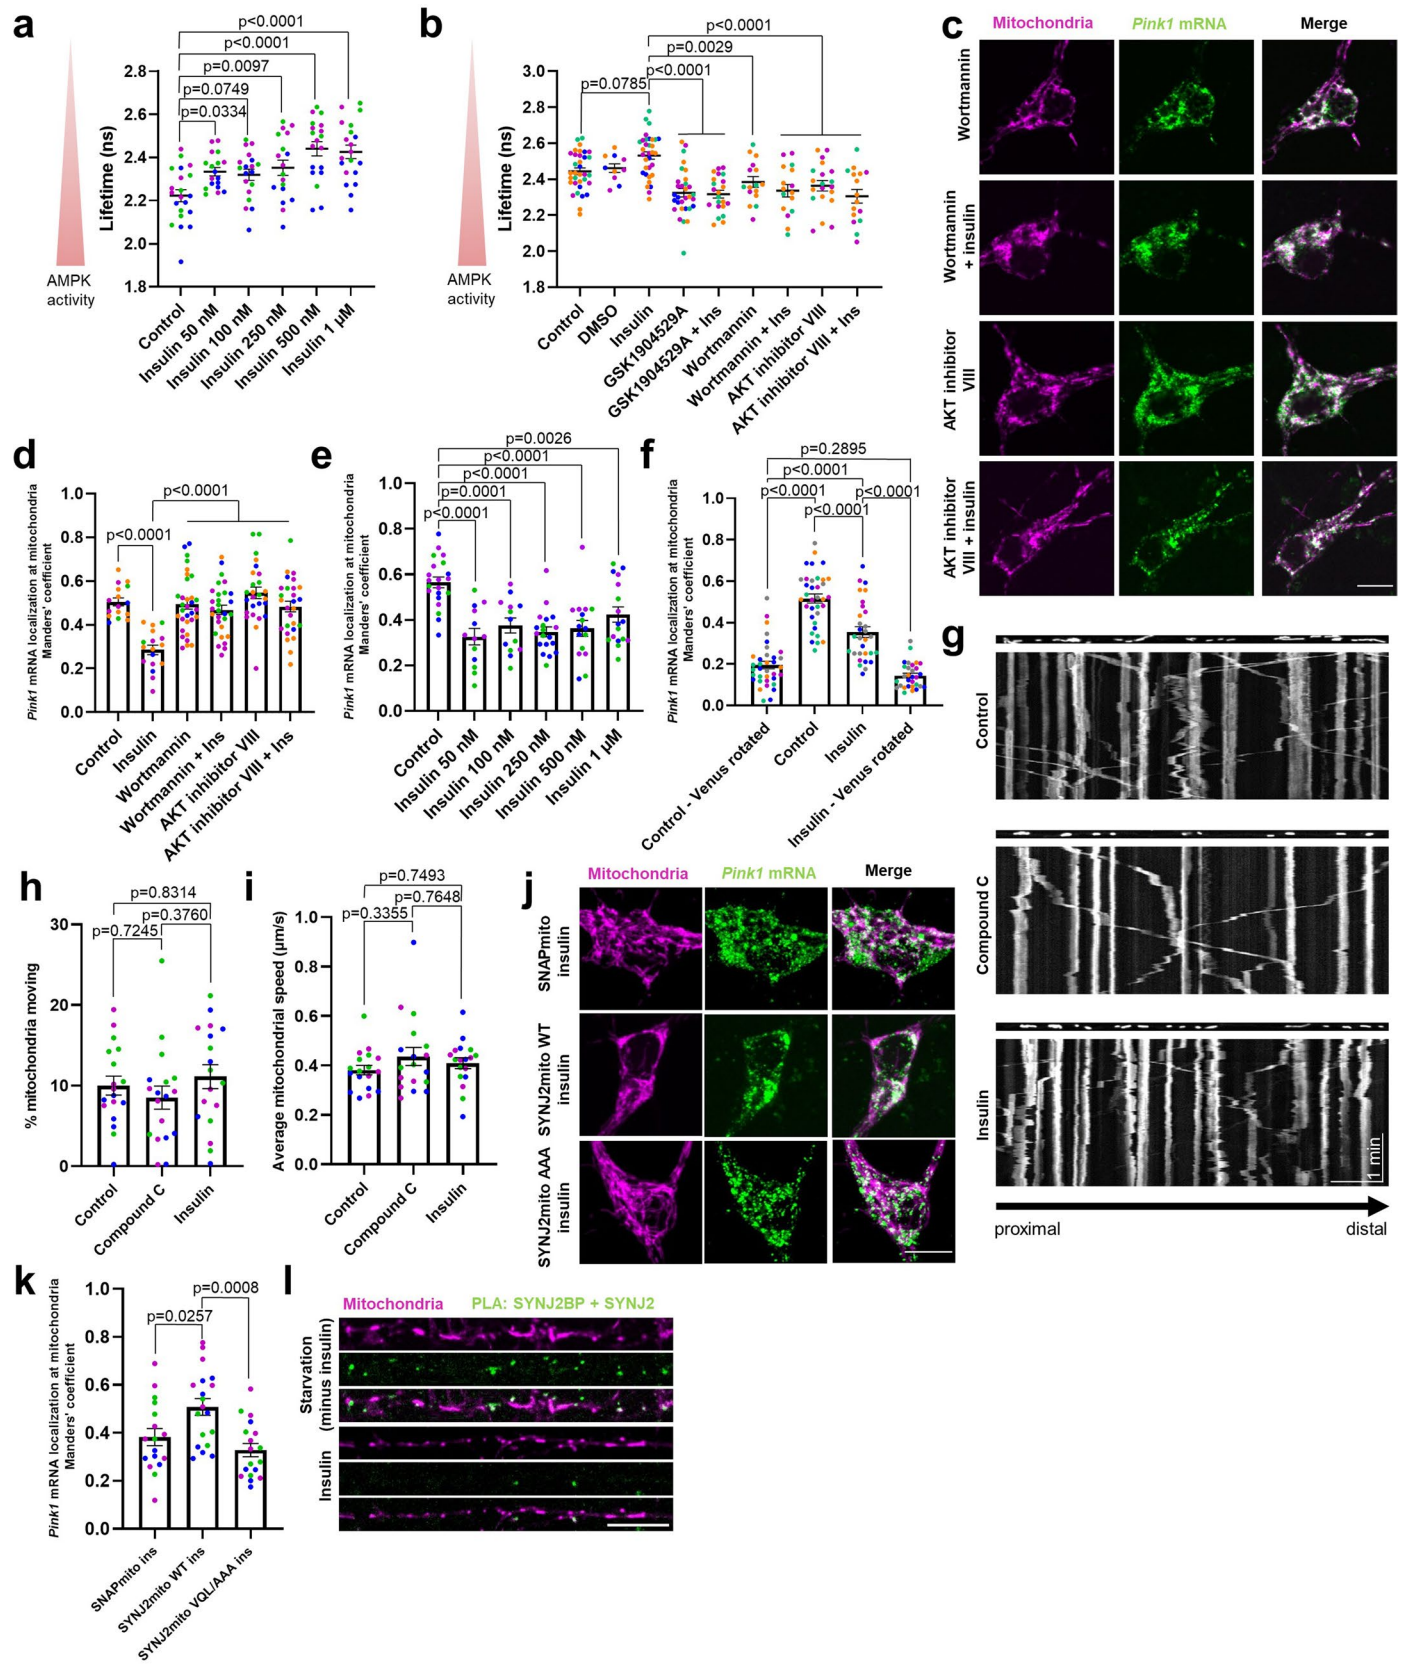 a
p<0.0001
p<0.0001
p=0.0097
p=0.0749
p=0.0334
Lifetime (ns)
2.8
2.6
2.4
2.2
2.0
1.8
AMPK
activity
Control
Insulin 50 nM
Insulin 100 nM
Insulin 250 nM
Insulin 500 nM
Insulin 1 µM
b
p<0.0001
p=0.0029
p<0.0001
p=0.0785
Lifetime (ns)
3.0
2.8
2.6
2.4
2.2
2.0
1.8
AMPK
activity
Control
DMSO
Insulin
GSK1904529A
GSK1904529A + Ins
Wortmannin
Wortmannin + Ins
AKT inhibitor VIII
AKT inhibitor VIII + Ins
c
Mitochondria
Pink1 mRNA
Merge
Wortmannin
Wortmannin
+ insulin
AKT inhibitor
VIII
AKT inhibitor
VIII + insulin
d
p<0.0001
p<0.0001
Pink1 mRNA localization at mitochondria
Manders' coefficient
1.0
0.8
0.6
0.4
0.2
0.0
Control
Insulin
Wortmannin
Wortmann + Ins
AKT inhibitor VIII
AKT inhibitor VIII + Ins
e
p=0.0026
p<0.0001
p<0.0001
p=0.0001
p<0.0001
Pink1 mRNA localization at mitochondria
Manders' coefficient
1.0
0.8
0.6
0.4
0.2
0.0
Control
Insulin 50 nM
Insulin 100 nM
Insulin 250 nM
Insulin 500 nM
Insulin 1 µM
f
p=0.2895
p<0.0001
p<0.0001
p<0.0001
p<0.0001
Pink1 mRNA localization at mitochondria
Manders' coefficient
1.0
0.8
0.6
0.4
0.2
0.0
Control - Venus rotated
Control
Insulin
Insulin - Venus rotated
g
Control
Compound C
Insulin
1 min
proximal
distal
h
p=0.8314
p=0.3760
p=0.7245
% mitochondria moving
30
20
10
0
Control
Compound C
Insulin
i
p=0.7493
p=0.7648
p=0.3355
Average mitochondrial speed (µm/s)
1.0
0.8
0.6
0.4
0.2
0.0
Control
Compound C
Insulin
j
Mitochondria
Pink1 mRNA
Merge
SNAPmito
insulin
SYNJ2mito WT
insulin
SYNJ2mito AAA
insulin
k
p=0.0008
p=0.0257
Pink1 mRNA localization at mitochondria
Manders' coefficient
1.0
0.8
0.6
0.4
0.2
0.0
SNAPmito ins
SYNJ2mito WT ins
SYNJ2mito VQL/AAA ins
l
Mitochondria
PLA: SYNJ2BP + SYNJ2
Starvation
(minus insulin)
Insulin